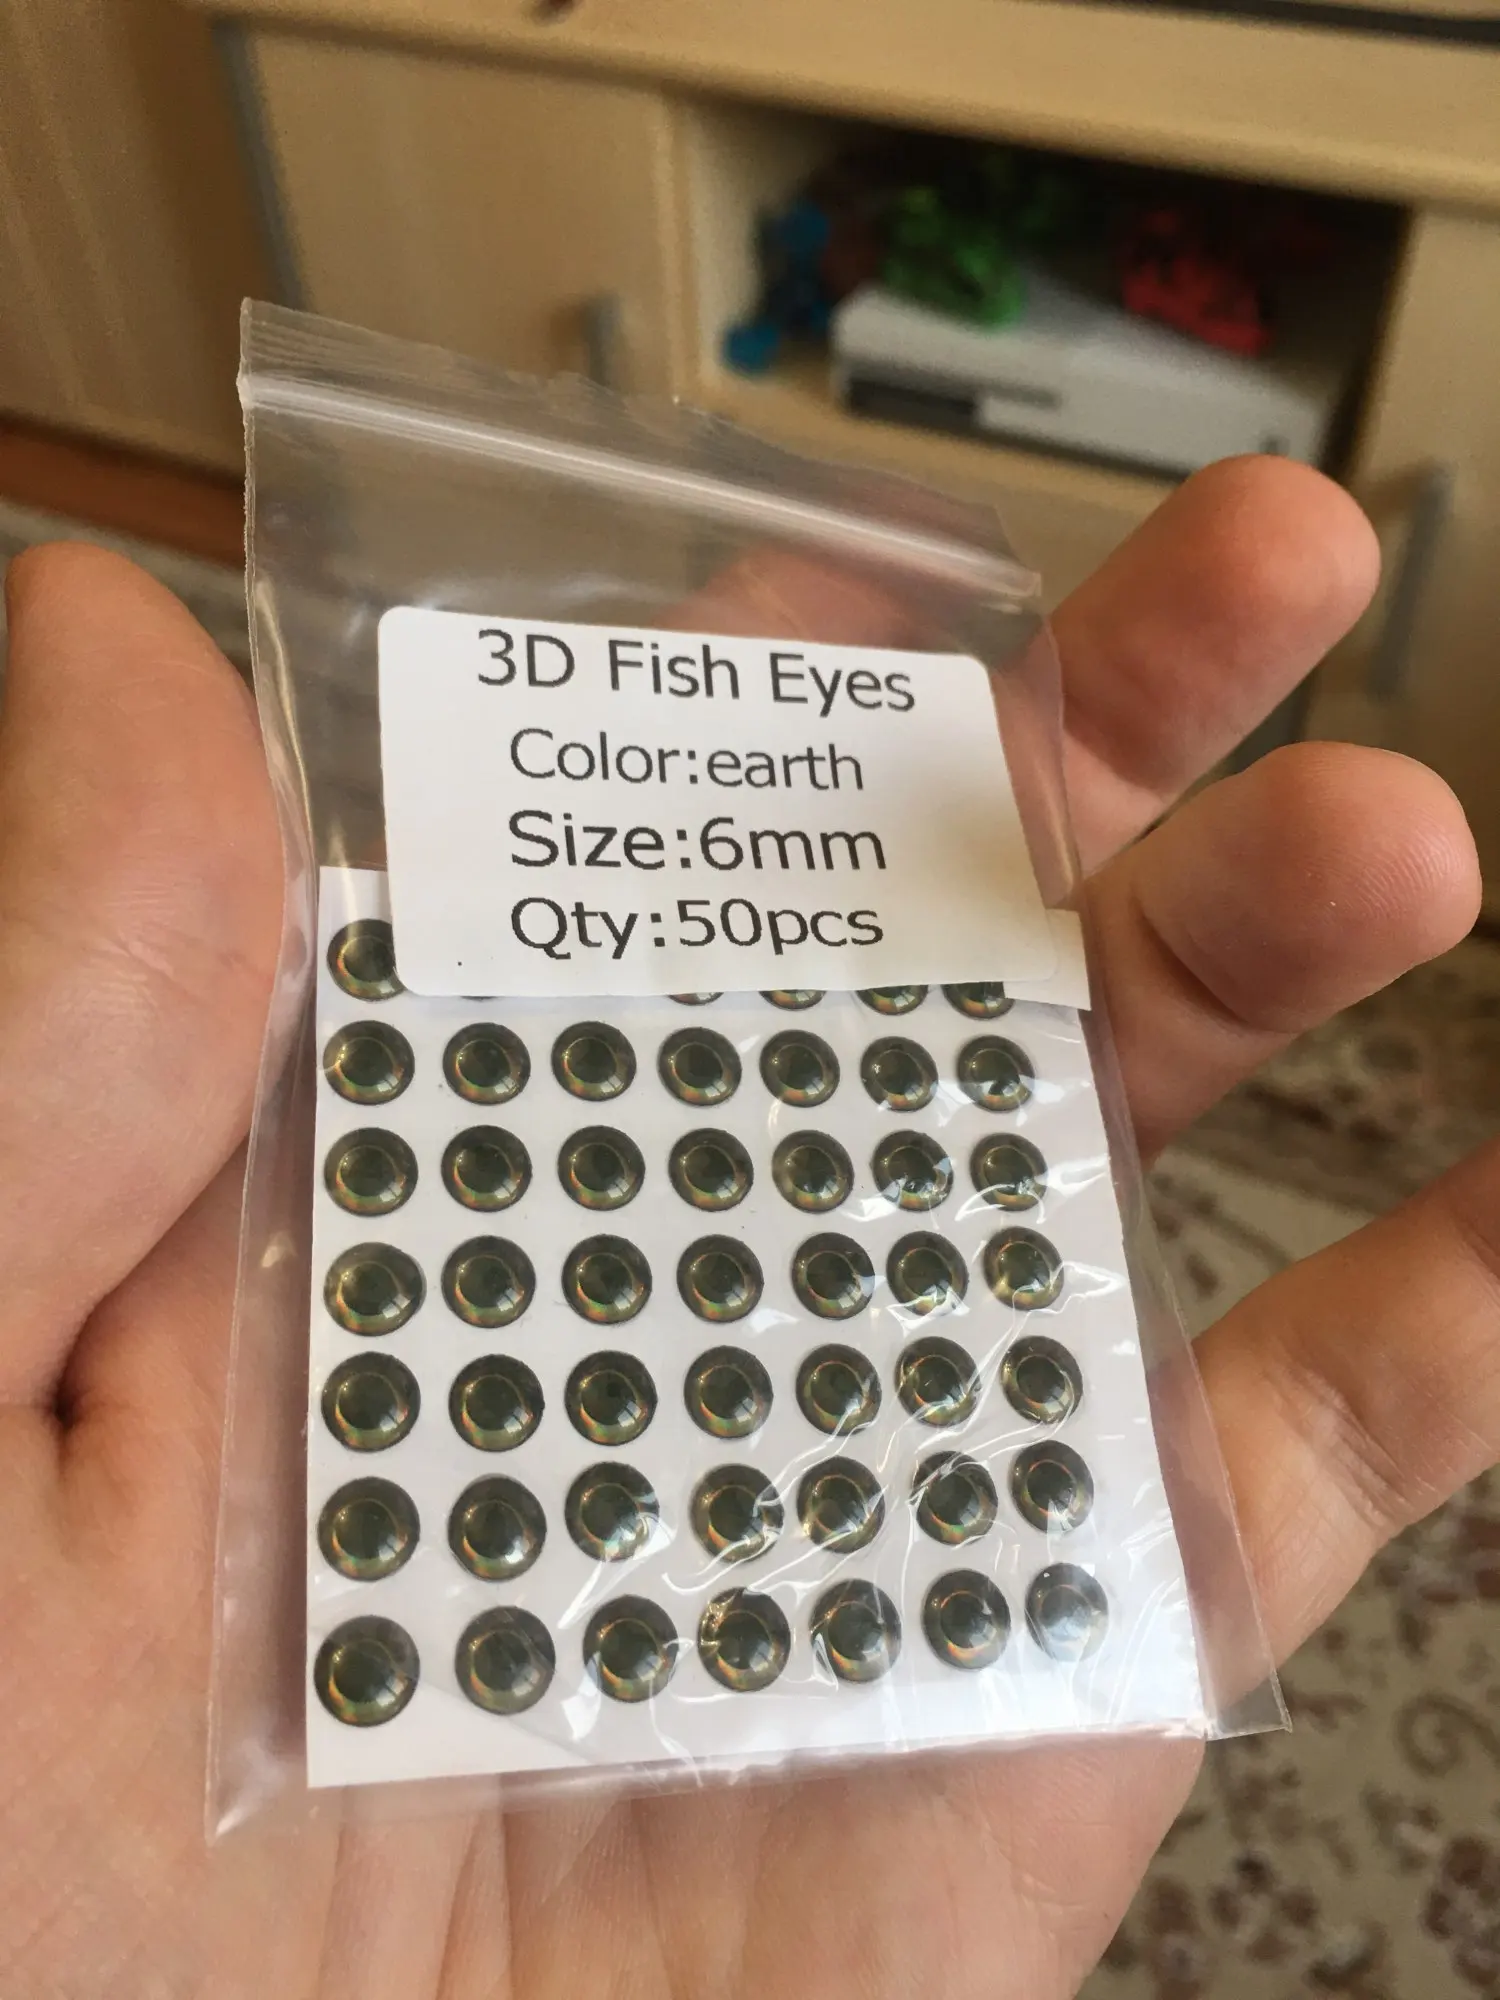 3D Fish Eyes
Color:earth
Size:6mm
Qty:50pcs